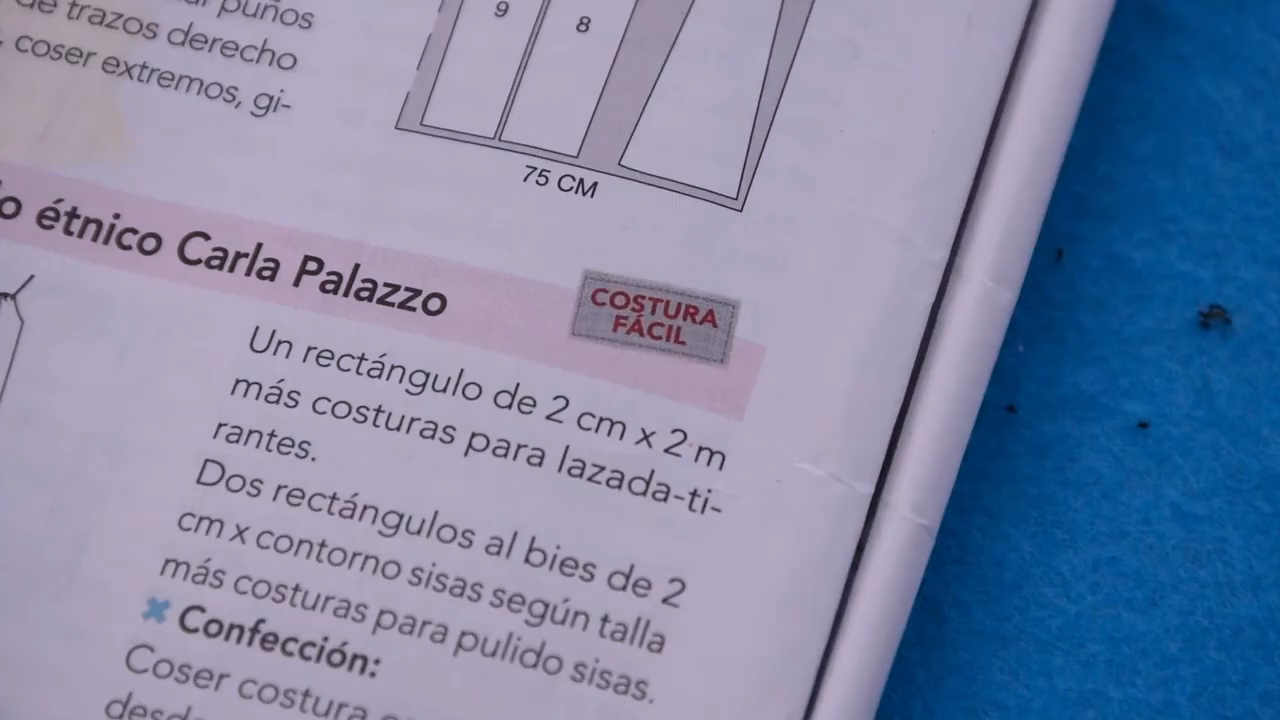 puños
de trazos derecho
, coser extremos, gi-
9
8
75 CM
o étnico Carla Palazzo
COSTURA
FÁCIL
Un rectángulo de 2 cm x 2 m
más costuras para lazada-ti-
rantes.
Dos rectángulos al bies de 2
cm x contorno sisas según talla
más costuras para pulido sisas.
✖ Confección:
Coser costura